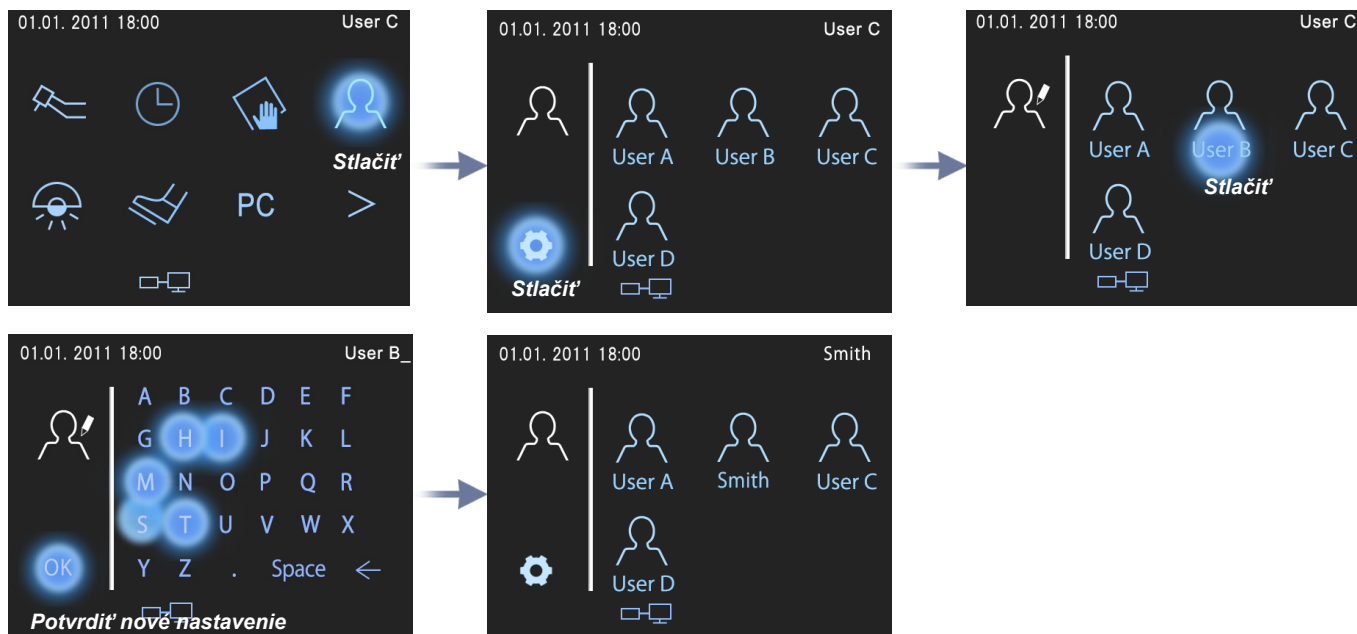 01.01. 2011 18:00 User C
Stlačiť
PC >
01.01. 2011 18:00 User C
User A User B User C
User D
Stlačiť
01.01. 2011 18:00 User C
User A User B User C
Stlačiť
User D
01.01. 2011 18:00 User B_
A B C D E F
G H I J K L
M N O P Q R
S T U V W X
OK Y Z . Space ←
Potvrdiť nové nastavenie
01.01. 2011 18:00 Smith
User A Smith User C
User D